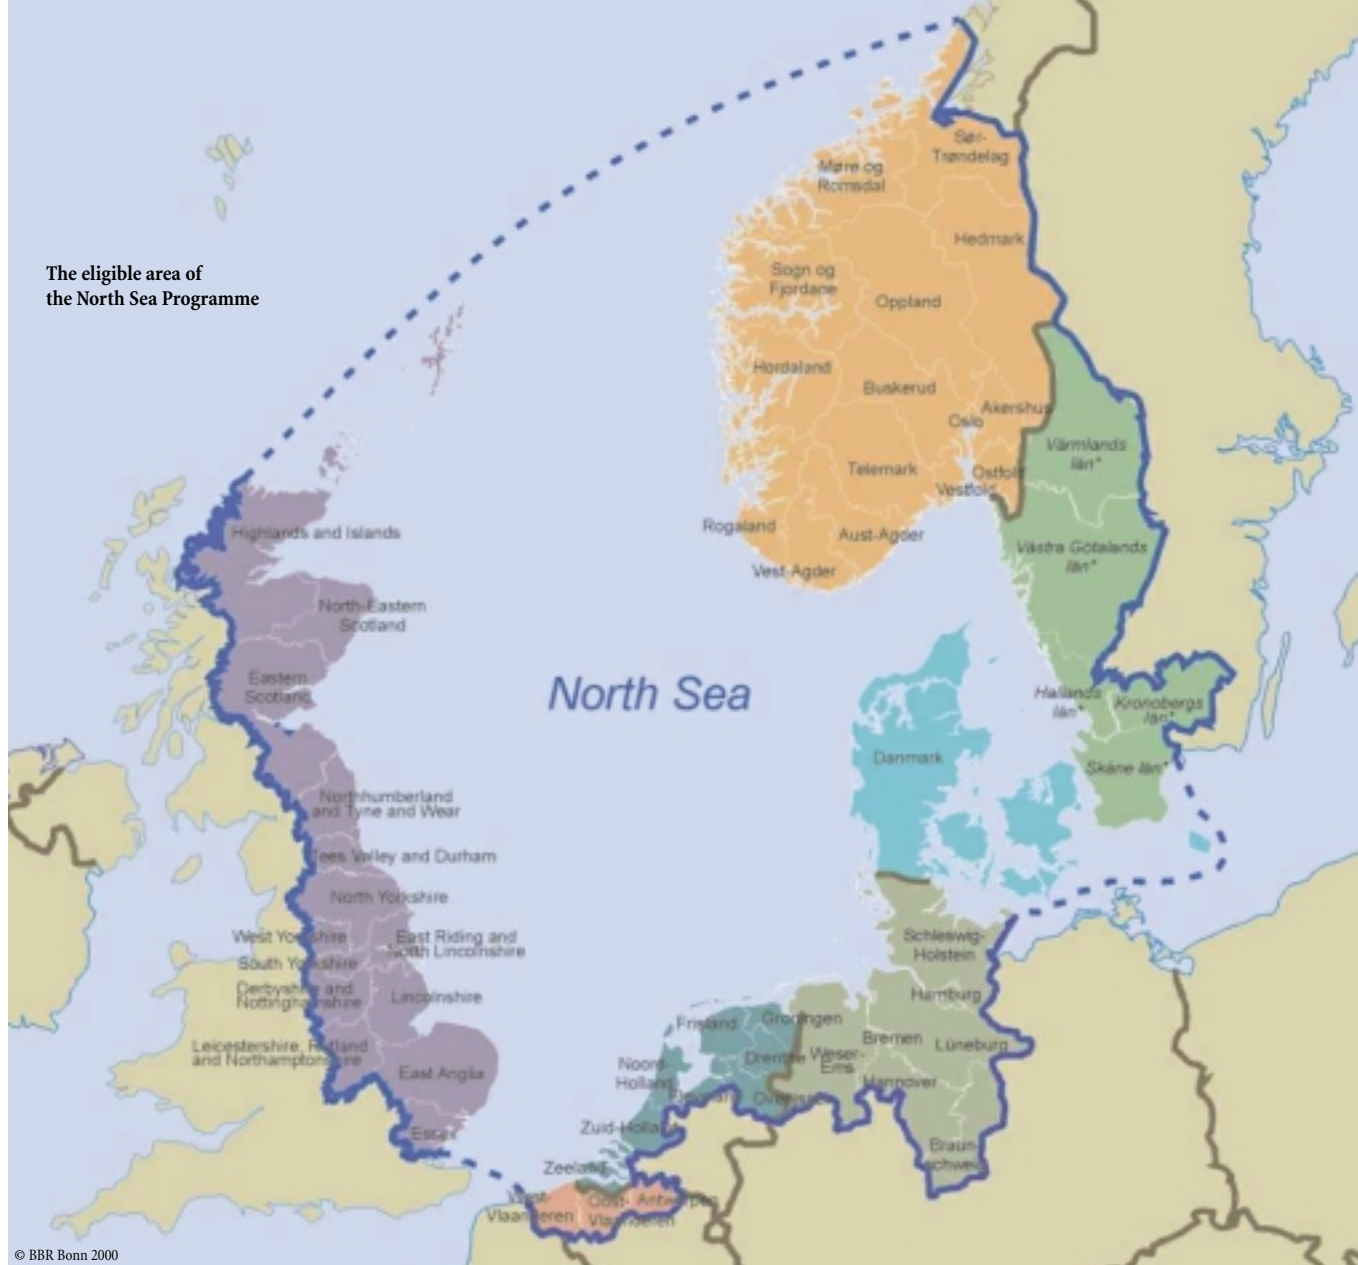 Sør-
Trøndelag
Møre og
Romsdal
Hedmark
The eligible area of
the North Sea Programme
Sogn og
Fjordane
Oppland
Hordaland
Buskerud
Akershus
Oslo
Värmlands
län*
Telemark
Ostfold
Vestfold
Rogaland
Aust-Agder
Highlands and Islands
Västra Götalands
län*
Vest-Agder
North-Eastern
Scotland
Eastern
Scotland
North Sea
Hallands
län*
Kronobergs
län*
Danmark
Skåne län*
Northhumberland
and Tyne and Wear
Tees Valley and Durham
North Yorkshire
West Yorkshire
East Riding and
North Lincolnshire
South Yorkshire
Schleswig-
Holstein
Derbyshire and
Nottinghamshire
Lincolnshire
Hamburg
Frisland
Groningen
Bremen
Lüneburg
Leicestershire, Rutland
and Northamptonshire
Drenthe
Weser-
Ems
East Anglia
Noord-
Holland
Hannover
Flevoland
Overijssel
Essex
Zuid-Holland
Braun-
schweig
Zeeland
West-
Vlaanderen
Oost-
Vlaanderen
Antwerpen
© BBR Bonn 2000